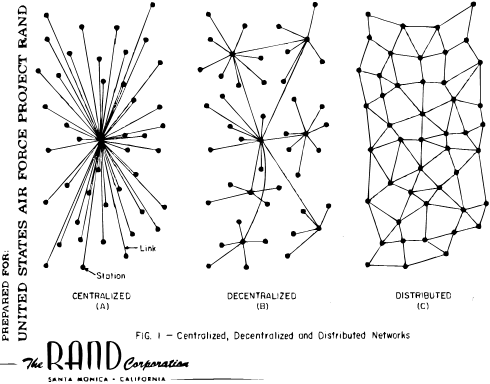 PREPARED FOR:
UNITED STATES AIR FORCE PROJECT RAND
Link
Station
CENTRALIZED
(A)
DECENTRALIZED
(B)
DISTRIBUTED
(C)
FIG. 1 — Centralized, Decentralized and Distributed Networks
The RAND Corporation
SANTA MONICA • CALIFORNIA